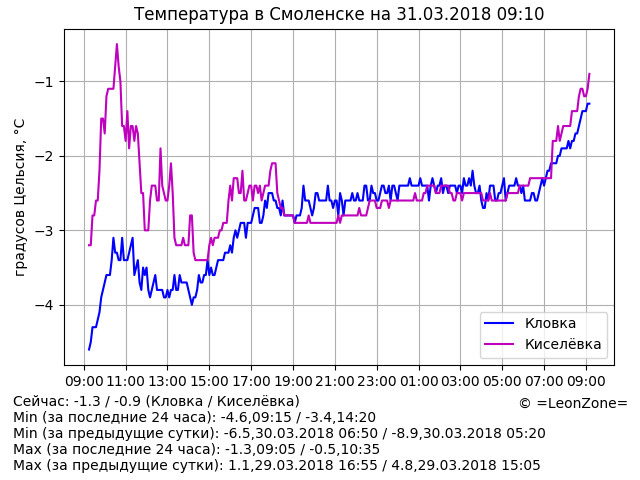 Температура в Смоленске на 31.03.2018 09:10
градусов Цельсия, °C
−1
−2
−3
−4
Кловка
Киселёвка
09:00 11:00 13:00 15:00 17:00 19:00 21:00 23:00 01:00 03:00 05:00 07:00 09:00
Сейчас: -1.3 / -0.9 (Кловка / Киселёвка)
© =LeonZone=
Min (за последние 24 часа): -4.6,09:15 / -3.4,14:20
Min (за предыдущие сутки): -6.5,30.03.2018 06:50 / -8.9,30.03.2018 05:20
Max (за последние 24 часа): -1.3,09:05 / -0.5,10:35
Max (за предыдущие сутки): 1.1,29.03.2018 16:55 / 4.8,29.03.2018 15:05